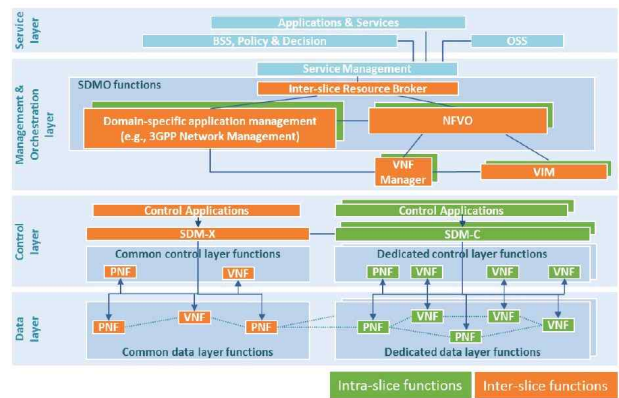 Service
layer
Applications & Services
BSS, Policy & Decision
OSS
Management &
Orchestration
layer
Service Management
SDMO functions
Inter-slice Resource Broker
Domain-specific application management
(e.g., 3GPP Network Management)
NFVO
VNF
Manager
VIM
Control
layer
Control Applications
Control Applications
SDM-X
SDM-C
Common control layer functions
Dedicated control layer functions
PNF
VNF
PNF
VNF
VNF
VNF
Data
layer
PNF
VNF
PNF
PNF
VNF
PNF
VNF
VNF
Common data layer functions
Dedicated data layer functions
Intra-slice functions
Inter-slice functions